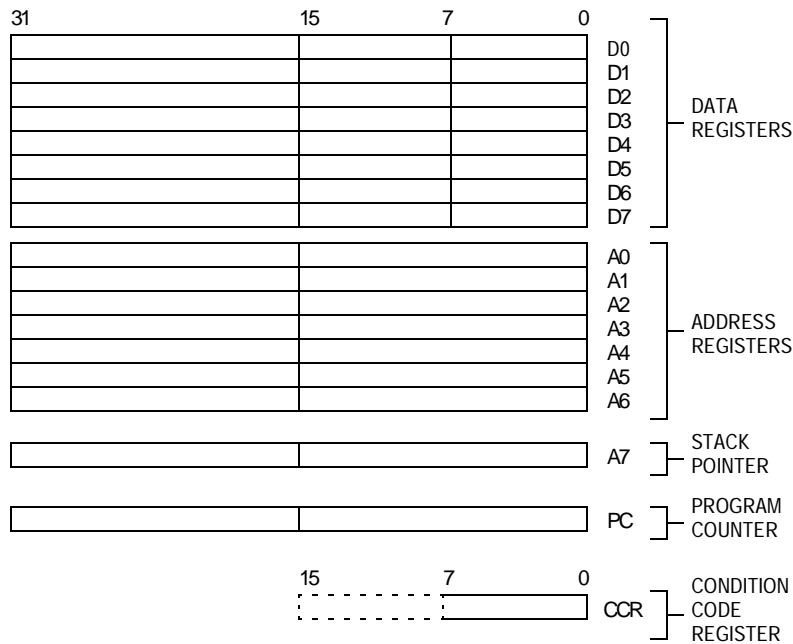 31 15 7 0
D0
D1
D2
D3
D4
D5
D6
D7
DATA
REGISTERS
A0
A1
A2
A3
A4
A5
A6
ADDRESS
REGISTERS
A7
STACK
POINTER
PC
PROGRAM
COUNTER
15 7 0
CCR
CONDITION
CODE
REGISTER